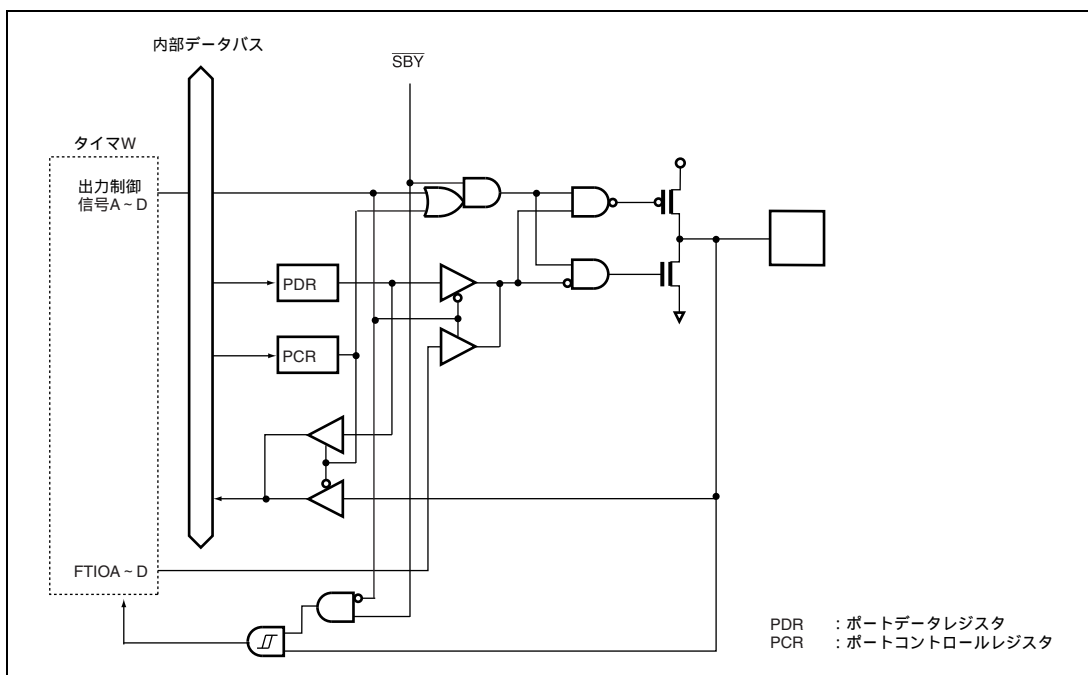 内部データバス
SBY
タイマW
出力制御
信号A～D
PDR
PCR
FTIOA～D
PDR :ポートデータレジスタ
PCR :ポートコントロールレジスタ